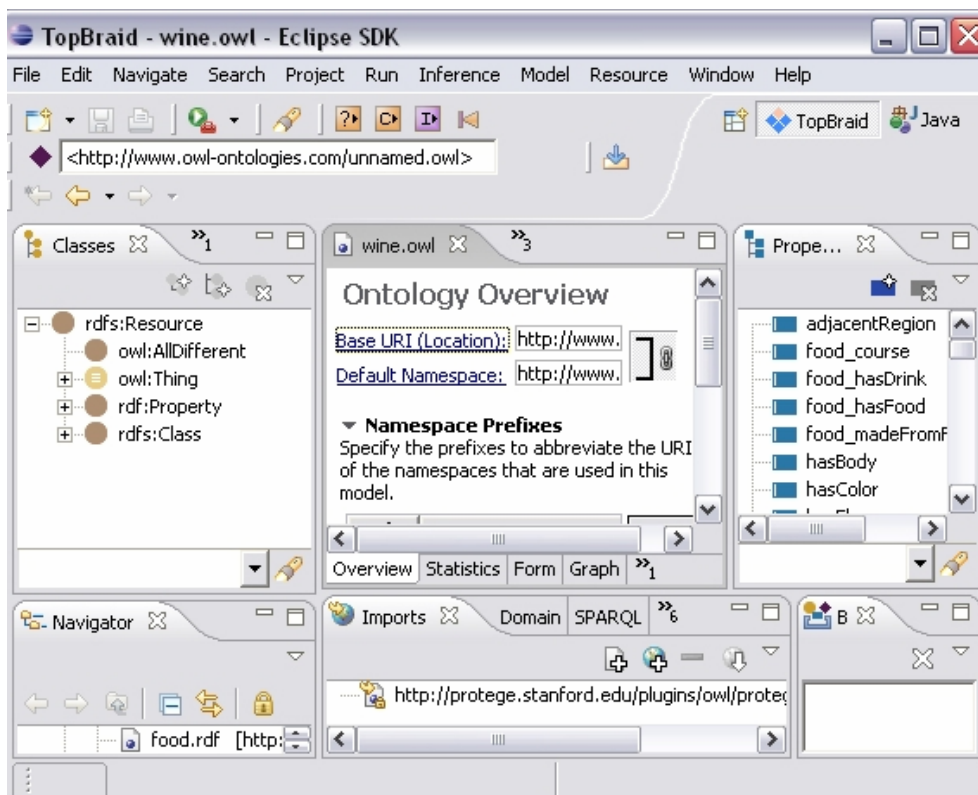 TopBraid - wine.owl - Eclipse SDK
File Edit Navigate Search Project Run Inference Model Resource Window Help
TopBraid Java
<http://www.owl-ontologies.com/unnamed.owl>
Classes »1
wine.owl »3
Prope...
rdfs:Resource
owl:AllDifferent
owl:Thing
rdf:Property
rdfs:Class
Ontology Overview
Base URI (Location): http://www.
Default Namespace: http://www.
Namespace Prefixes
Specify the prefixes to abbreviate the URI
of the namespaces that are used in this
model.
Overview Statistics Form Graph »1
adjacentRegion
food_course
food_hasDrink
food_hasFood
food_madeFromF
hasBody
hasColor
Navigator
food.rdf [http:
Imports Domain SPARQL »6
http://protege.stanford.edu/plugins/owl/proteg
B